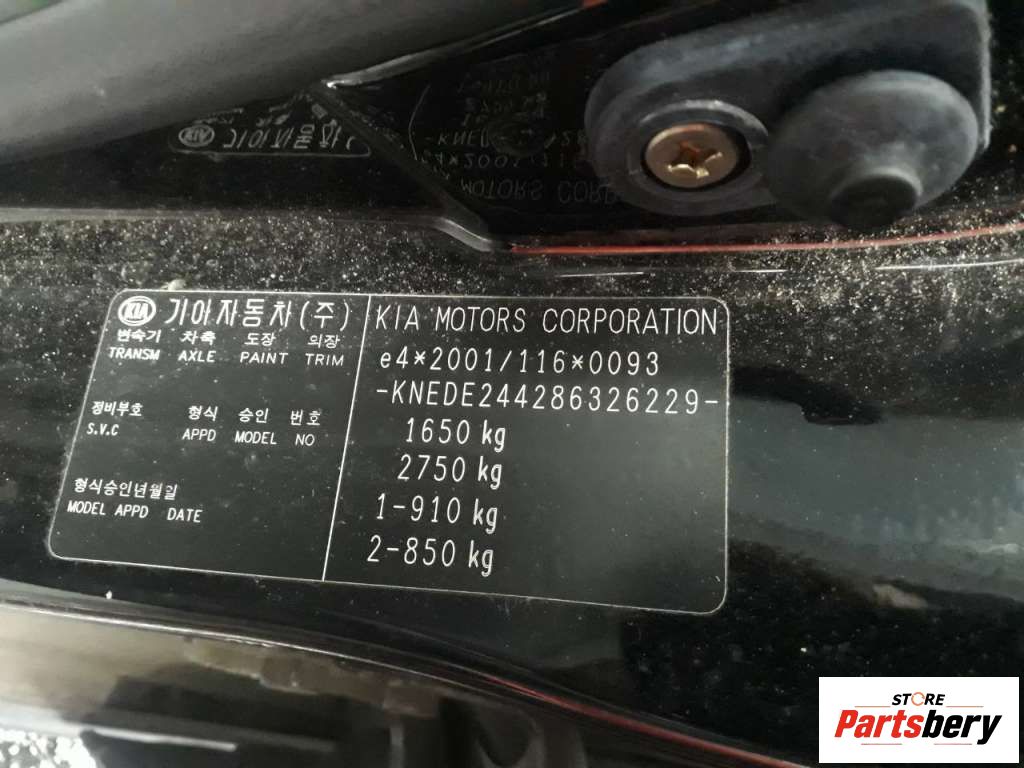 KIA 기아자동차(주)
변속기 차축 도장 의장
TRANSM AXLE PAINT TRIM
정비부호 형식 승인 번호
S.V.C APPD MODEL NO
형식승인년월일
MODEL APPD DATE
KIA MOTORS CORPORATION
e4*2001/116*0093
-KNEDE244286326229-
1650 kg
2750 kg
1-910 kg
2-850 kg
STORE
Partsbery